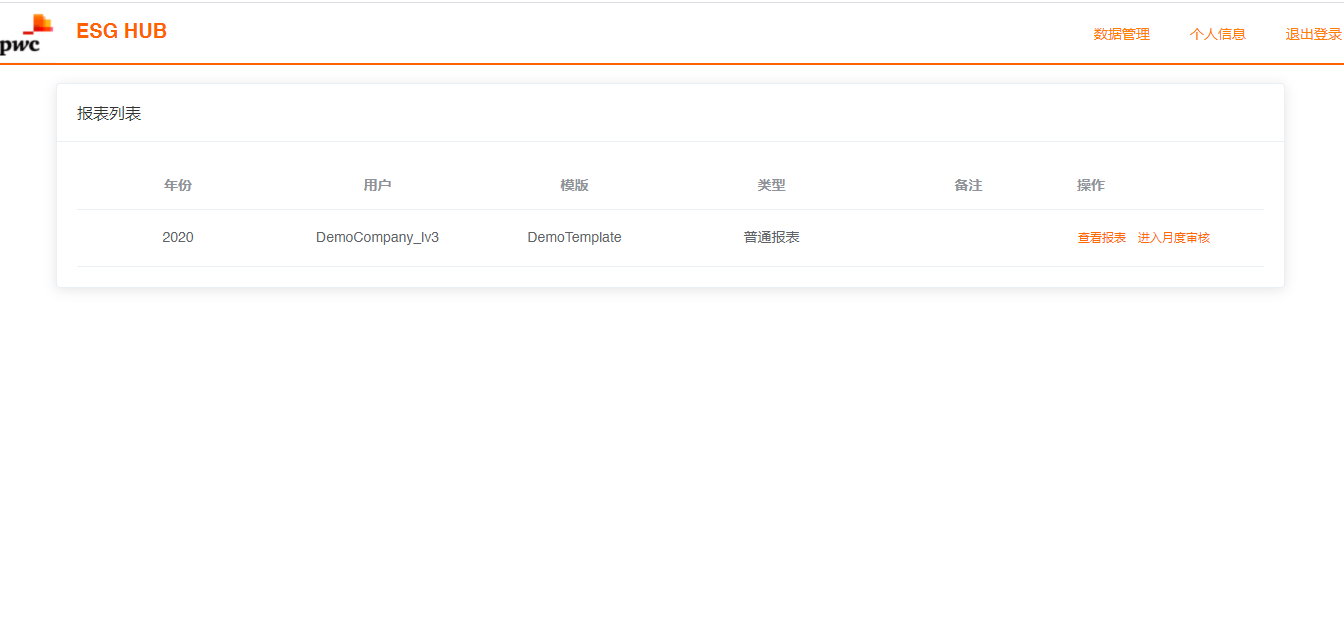 pwc ESG HUB 数据管理 个人信息 退出登录
报表列表
年份 用户 模版 类型 备注 操作
2020 DemoCompany_lv3 DemoTemplate 普通报表 查看报表 进入月度审核